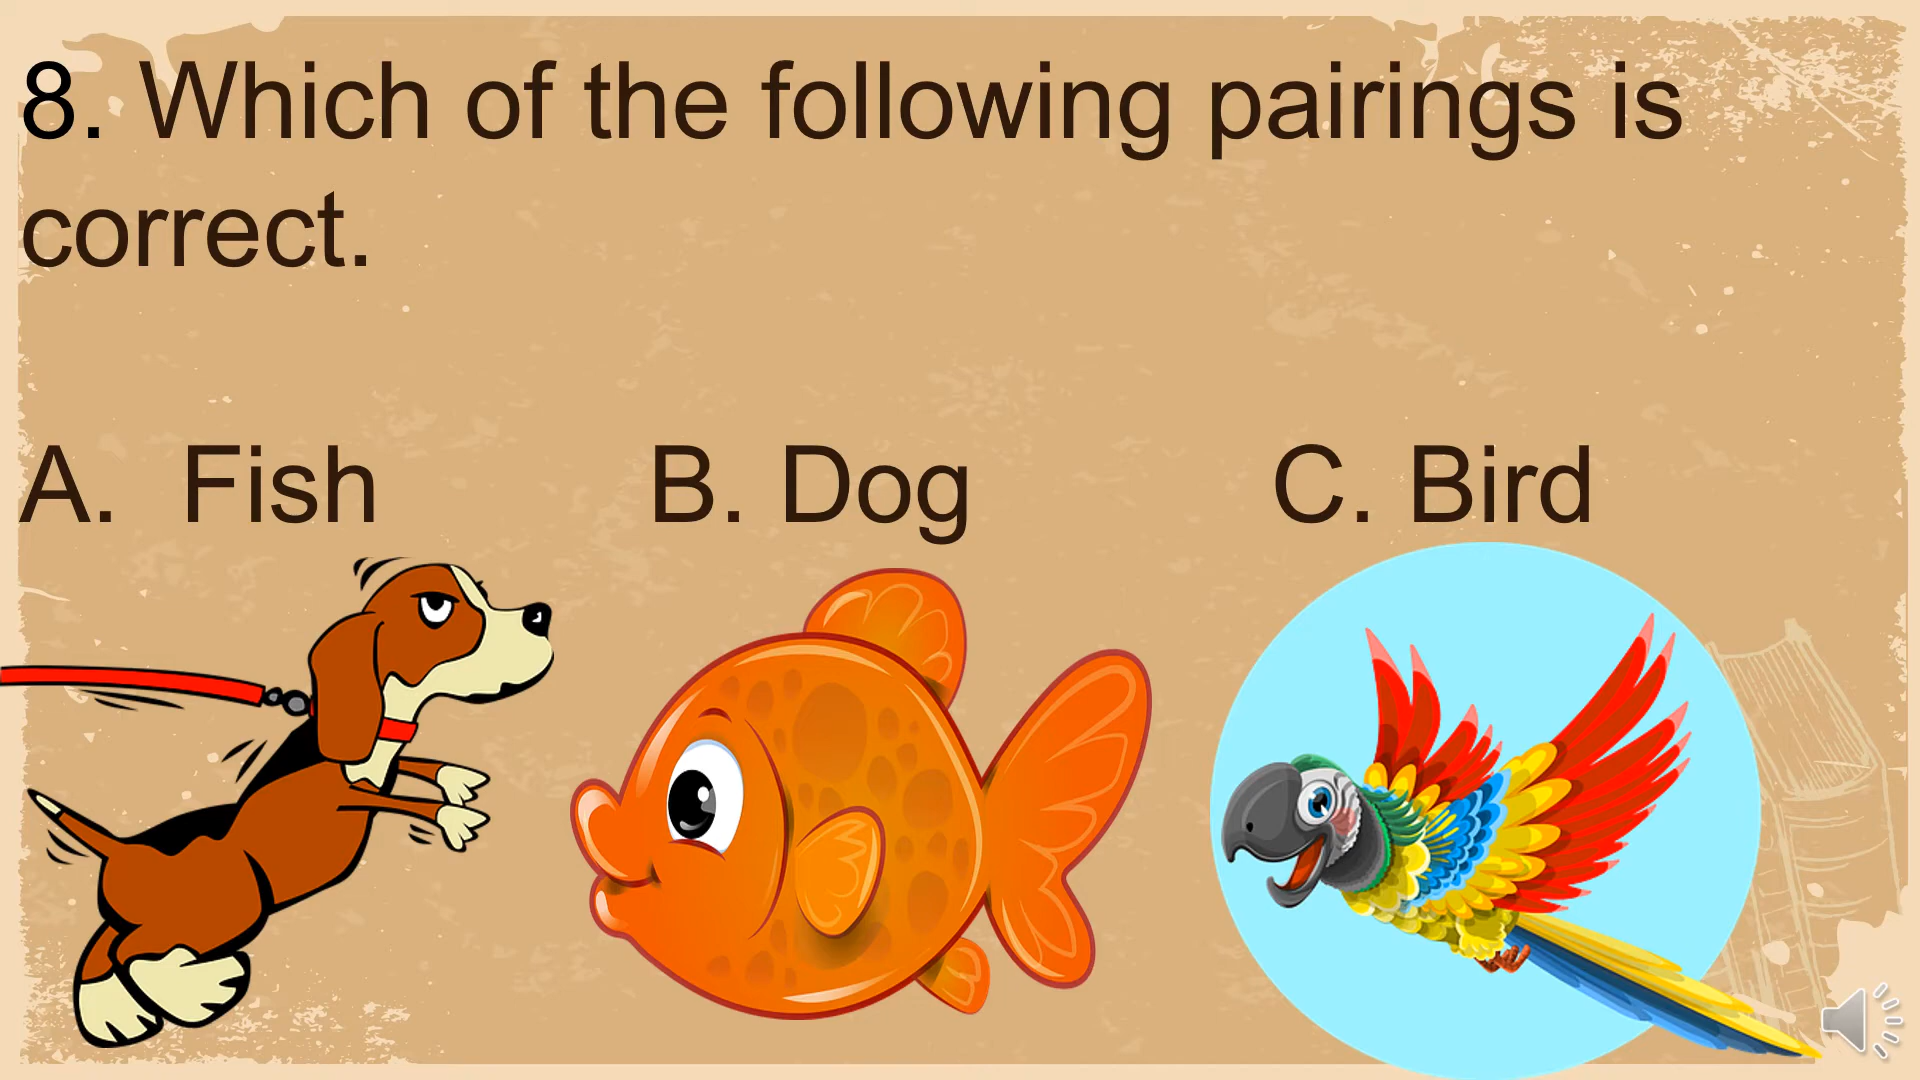 8. Which of the following pairings is
correct.
A. Fish B. Dog C. Bird